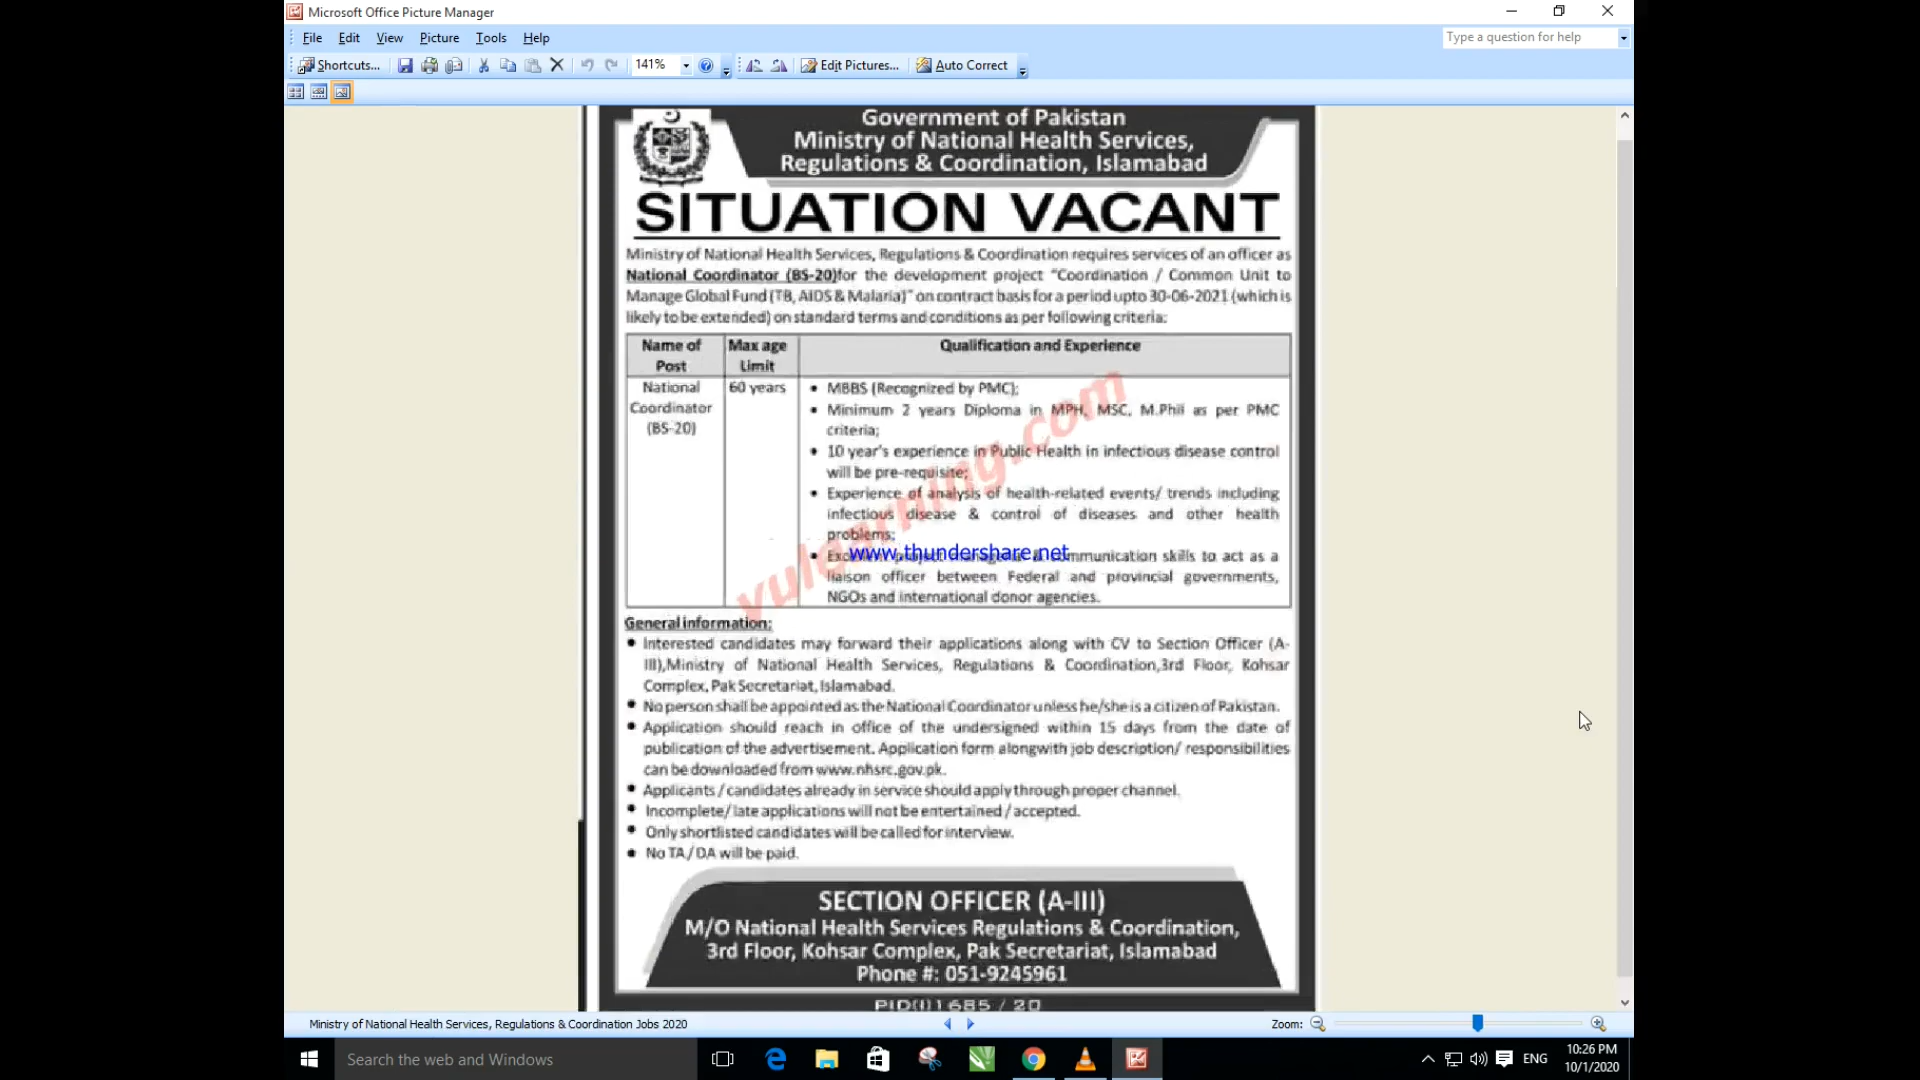 Microsoft Office Picture Manager
File Edit View Picture Tools Help
Type a question for help
Shortcuts... 141% Edit Pictures... Auto Correct
Government of Pakistan
Ministry of National Health Services,
Regulations & Coordination, Islamabad
SITUATION VACANT
Ministry of National Health Services, Regulations & Coordination requires services of an officer as
National Coordinator (BS-20)for the development project "Coordination / Common Unit to
Manage Global Fund (TB, AIDS & Malaria)" on contract basis for a period upto 30-06-2021 (which is
likely to be extended) on standard terms and conditions as per following criteria:
Name of Post
Max age Limit
Qualification and Experience
National Coordinator (BS-20)
60 years
• MBBS (Recognized by PMC);
• Minimum 2 years Diploma in MPH, MSC, M.Phil as per PMC
criteria;
• 10 year's experience in Public Health in infectious disease control
will be pre-requisite;
• Experience of analysis of health-related events/ trends including
infectious disease & control of diseases and other health
problems;
• project communication skills to act as a
liaison officer between Federal and provincial governments,
NGOs and international donor agencies.
vulearning.com
www.thundershare.net
General information:
• Interested candidates may forward their applications along with CV to Section Officer (A-
III),Ministry of National Health Services, Regulations & Coordination,3rd Floor, Kohsar
Complex, Pak Secretariat, Islamabad.
• No person shall be appointed as the National Coordinator unless he/she is a citizen of Pakistan.
• Application should reach in office of the undersigned within 15 days from the date of
publication of the advertisement. Application form alongwith job description/ responsibilities
can be downloaded from www.nhsrc.gov.pk.
• Applicants / candidates already in service should apply through proper channel.
• Incomplete/ late applications will not be entertained / accepted.
• Only shortlisted candidates will be called for interview.
• No TA/DA will be paid.
SECTION OFFICER (A-III)
M/O National Health Services Regulations & Coordination,
3rd Floor, Kohsar Complex, Pak Secretariat, Islamabad
Phone #: 051-9245961
PID(I)1685 / 20
Ministry of National Health Services, Regulations & Coordination Jobs 2020
Zoom:
Search the web and Windows
ENG
10:26 PM
10/1/2020